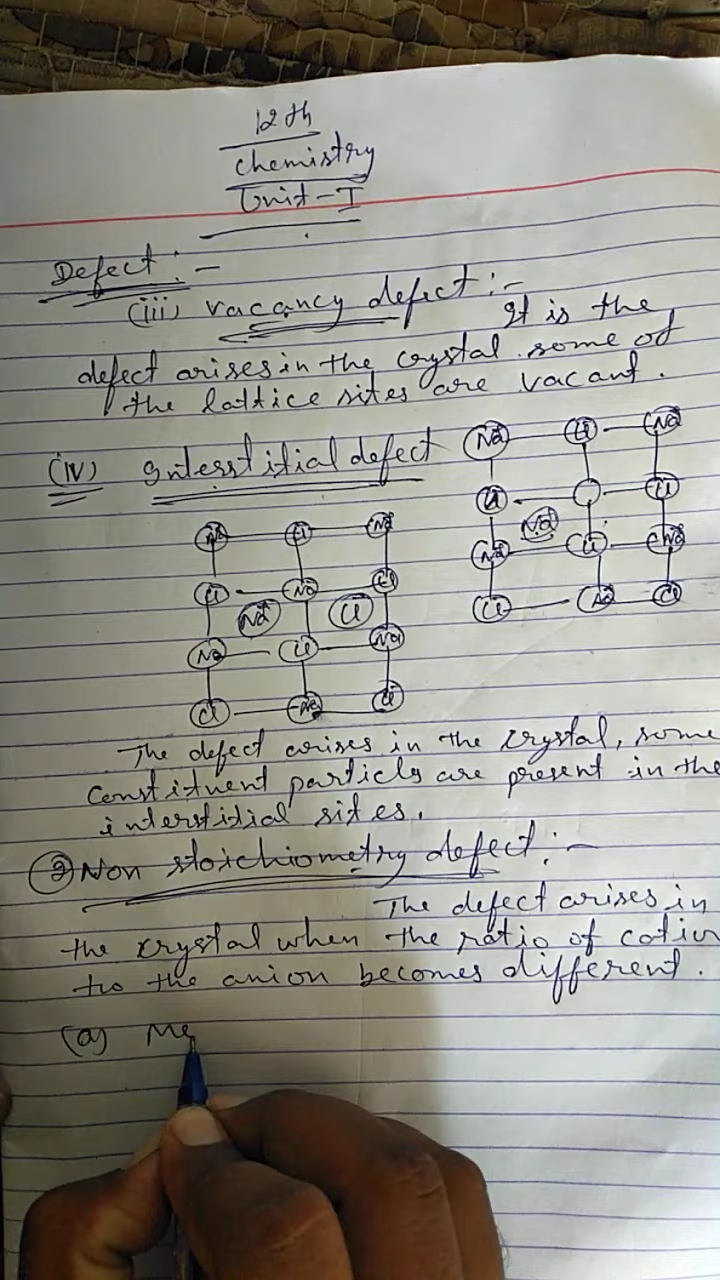 12th
Chemistry
Unit-I
Defect:-
(iii) Vacancy defect:-
It is the
defect arises in the crystal some of
the lattice sites are vacant.
(iv) Interstitial defect
Na Cl Na
Cl Cl
Na
Na Cl Na
Cl Na Cl
Na Cl Na
Cl Na Cl
Na Cl
Na Cl Na
Cl Cl
The defect arises in the crystal, some
constituent particls are present in the
interstitial sites.
② Non stoichiometry defect:-
The defect arises in
the crystal when the ratio of
to the anion becomes different.
(a) Me